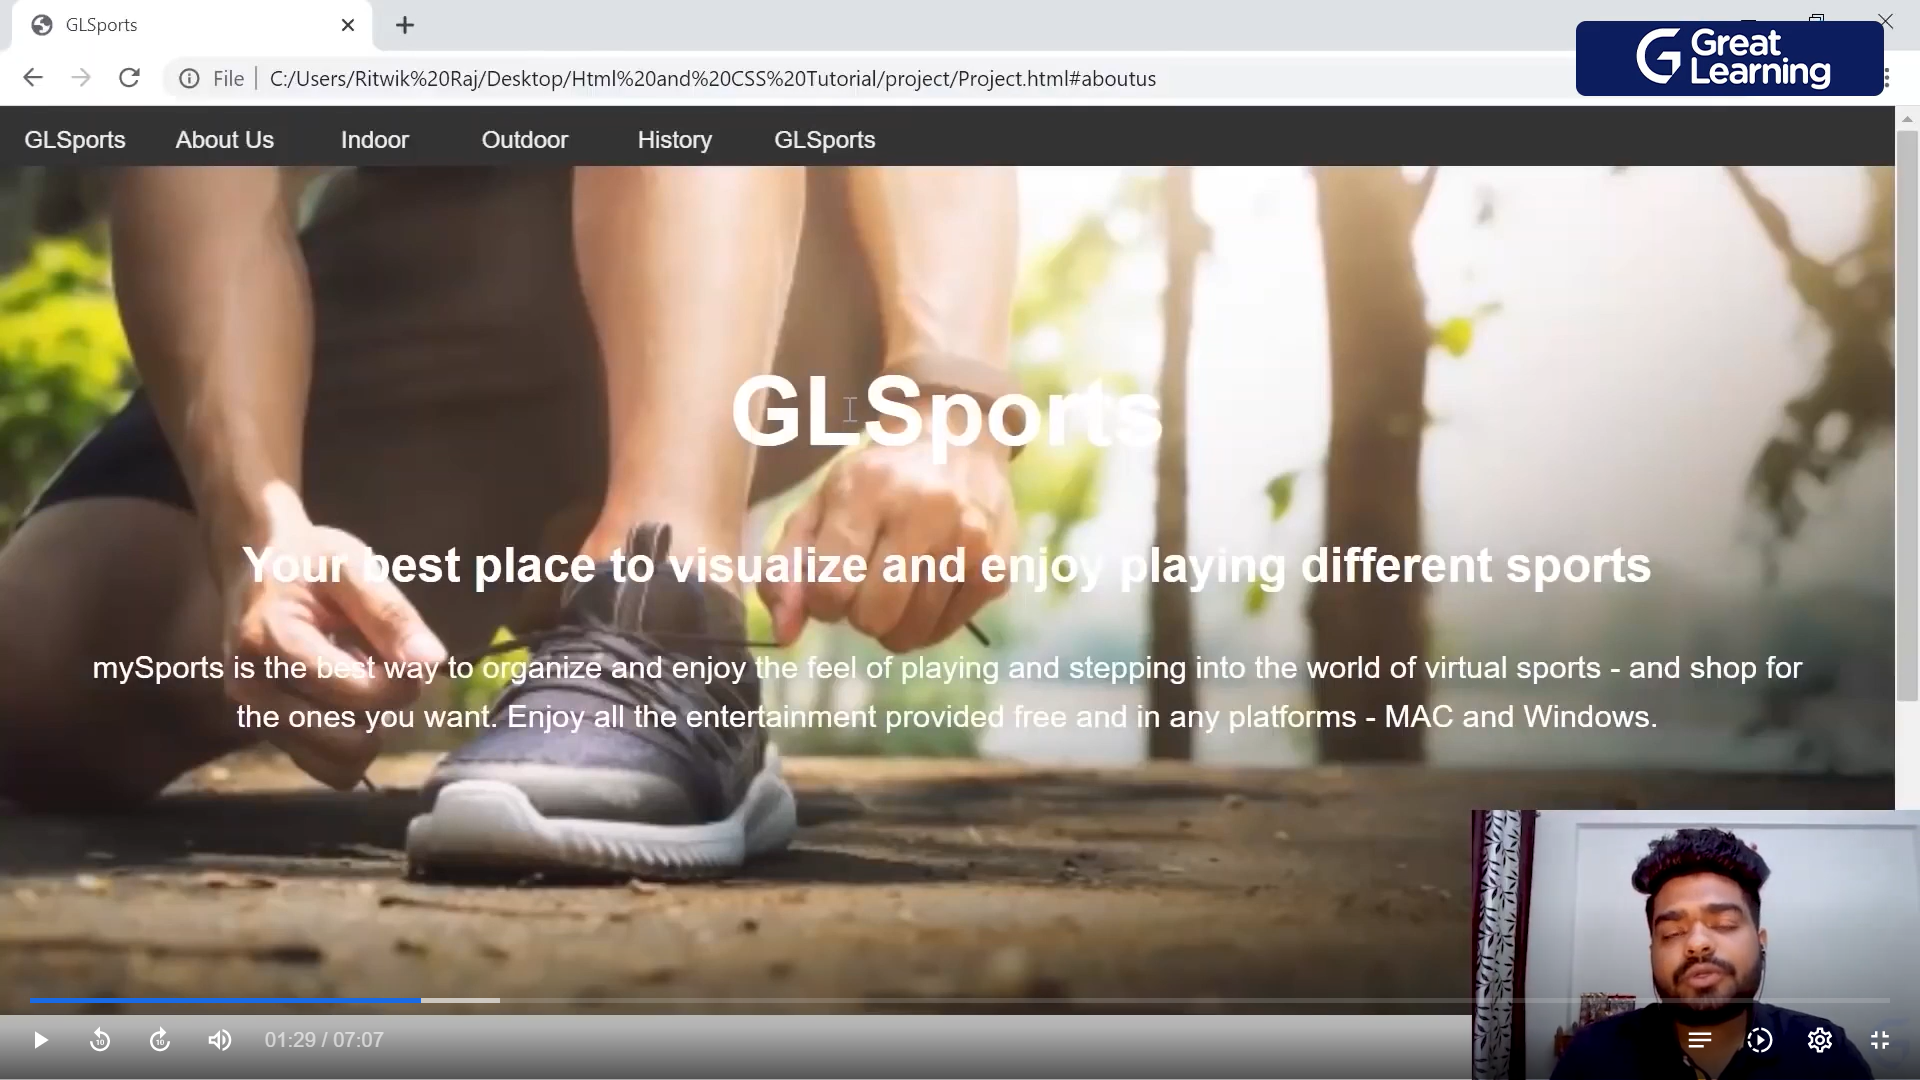 GLSports
Great
Learning
File
C:/Users/Ritwik%20Raj/Desktop/Html%20and%20CSS%20Tutorial/project/Project.html#aboutus
GLSports About Us Indoor Outdoor History GLSports
GLSports
Your best place to visualize and enjoy playing different sports
mySports is the best way to organize and enjoy the feel of playing and stepping into the world of virtual sports - and shop for
the ones you want. Enjoy all the entertainment provided free and in any platforms - MAC and Windows.
10 10 01:29 / 07:07